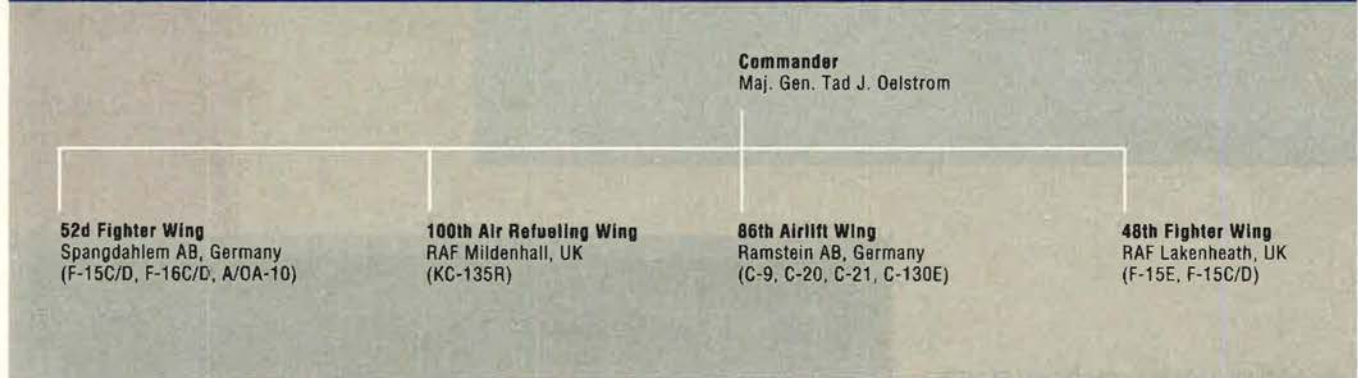 Commander
Maj. Gen. Tad J. Oelstrom
52d Fighter Wing
Spangdahlem AB, Germany
(F-15C/D, F-16C/D, A/OA-10)
100th Air Refueling Wing
RAF Mildenhall, UK
(KC-135R)
86th Airlift Wing
Ramstein AB, Germany
(C-9, C-20, C-21, C-130E)
48th Fighter Wing
RAF Lakenheath, UK
(F-15E, F-15C/D)